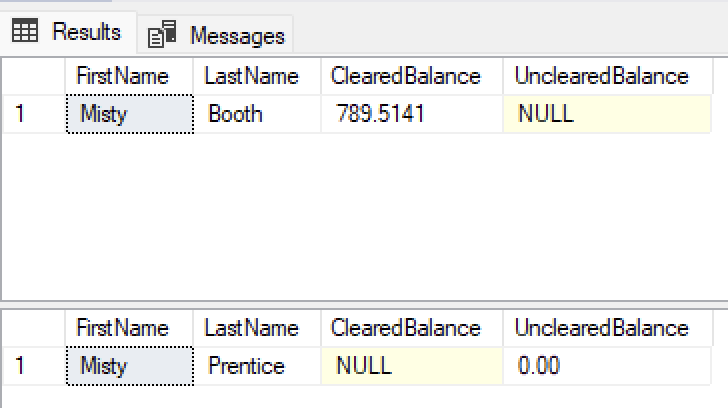 Results Messages
FirstName LastName ClearedBalance UnclearedBalance
1 Misty Booth 789.5141 NULL
FirstName LastName ClearedBalance UnclearedBalance
1 Misty Prentice NULL 0.00